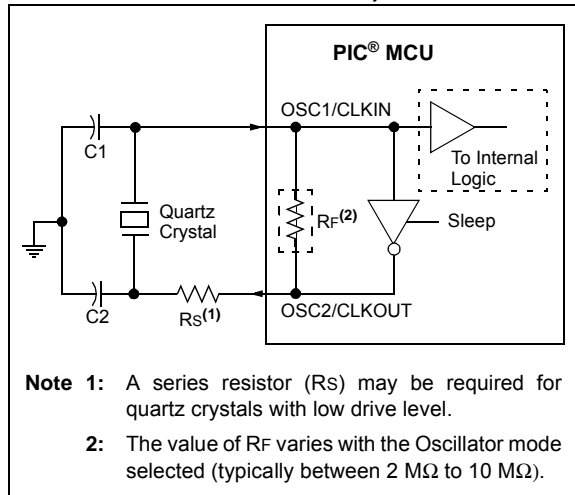 PIC® MCU
OSC1/CLKIN
C1
To Internal
Logic
Quartz
Crystal
RF(2)
Sleep
C2
RS(1)
OSC2/CLKOUT
Note 1: A series resistor (RS) may be required for
quartz crystals with low drive level.
2: The value of RF varies with the Oscillator mode
selected (typically between 2 MΩ to 10 MΩ).